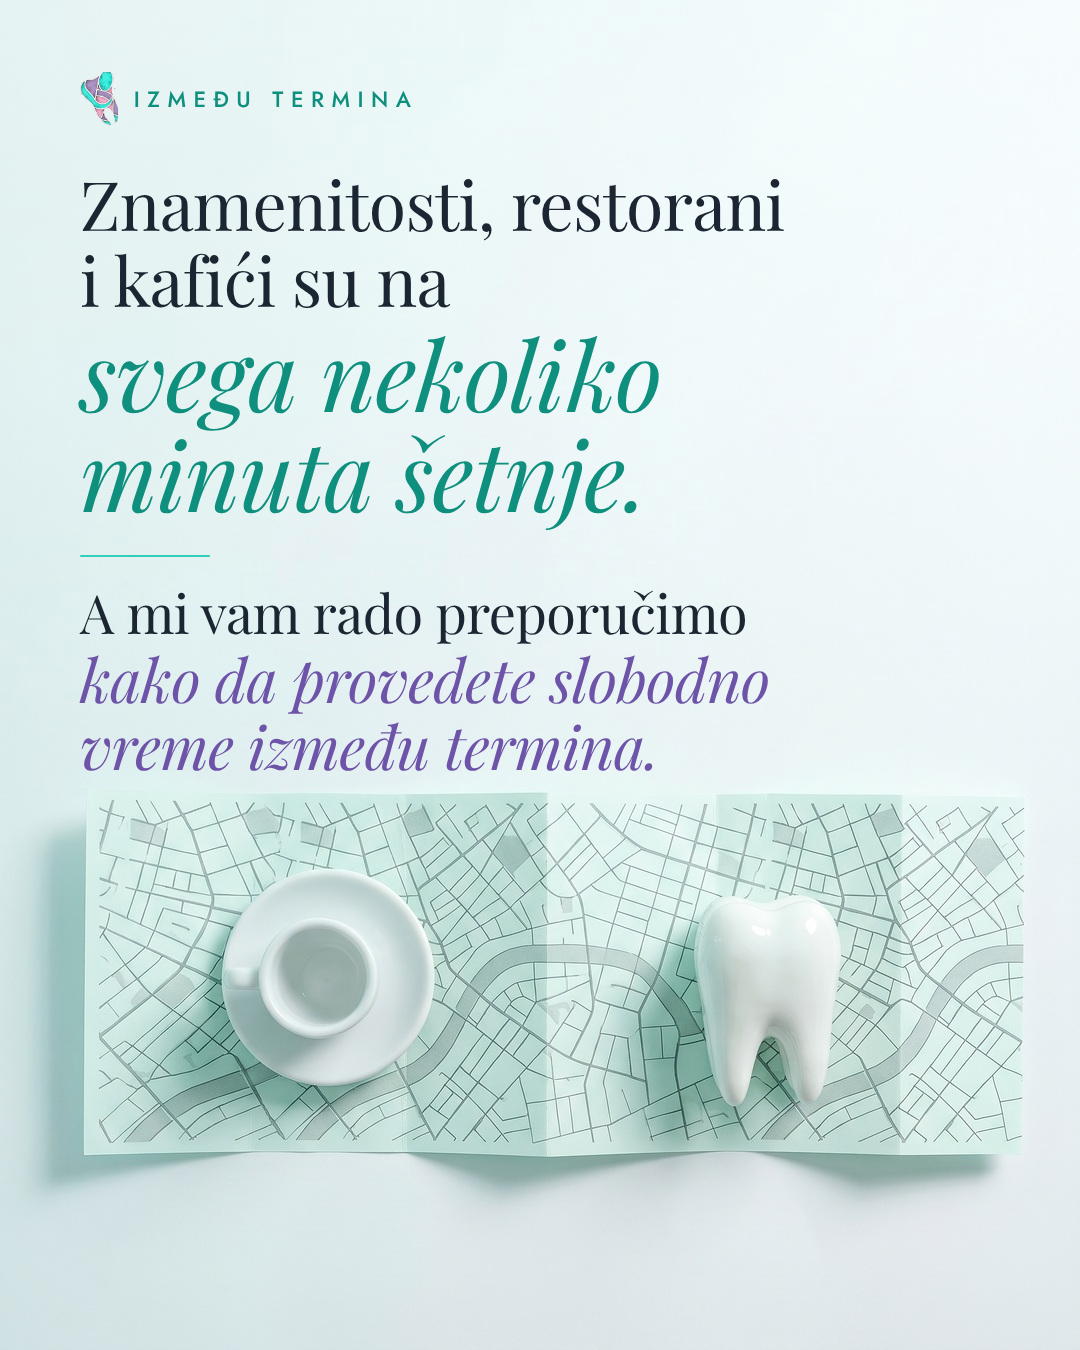 IZMEĐU TERMINA
Znamenitosti, restorani
i kafići su na
svega nekoliko
minuta šetnje.
A mi vam rado preporučimo
kako da provedete slobodno
vreme između termina.